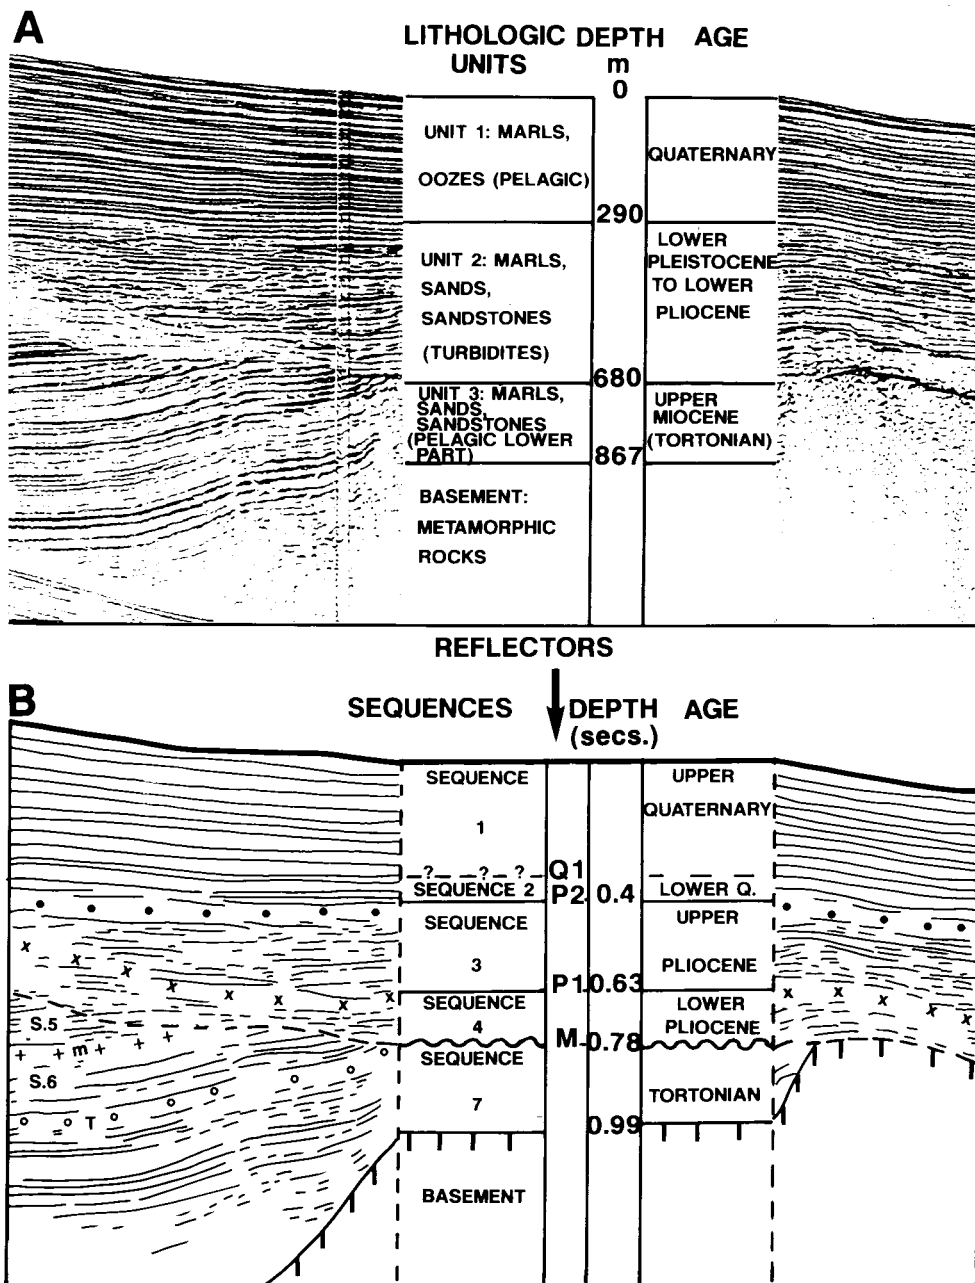 A
LITHOLOGIC DEPTH AGE
UNITS m
0
UNIT 1: MARLS,
OOZES (PELAGIC)
QUATERNARY
290
UNIT 2: MARLS,
SANDS,
SANDSTONES
(TURBIDITES)
LOWER
PLEISTOCENE
TO LOWER
PLIOCENE
680
UNIT 3: MARLS,
SANDS,
SANDSTONES
(PELAGIC LOWER
PART)
UPPER
MIOCENE
(TORTONIAN)
867
BASEMENT:
METAMORPHIC
ROCKS
REFLECTORS
B
SEQUENCES DEPTH AGE
(secs.)
SEQUENCE
1
UPPER
QUATERNARY
? ? ? Q1
SEQUENCE 2 P2 0.4 LOWER Q.
SEQUENCE
3
UPPER
PLIOCENE
P1 0.63
SEQUENCE
4
LOWER
PLIOCENE
S.5
M 0.78
m
S.6
SEQUENCE
7
TORTONIAN
T
0.99
BASEMENT